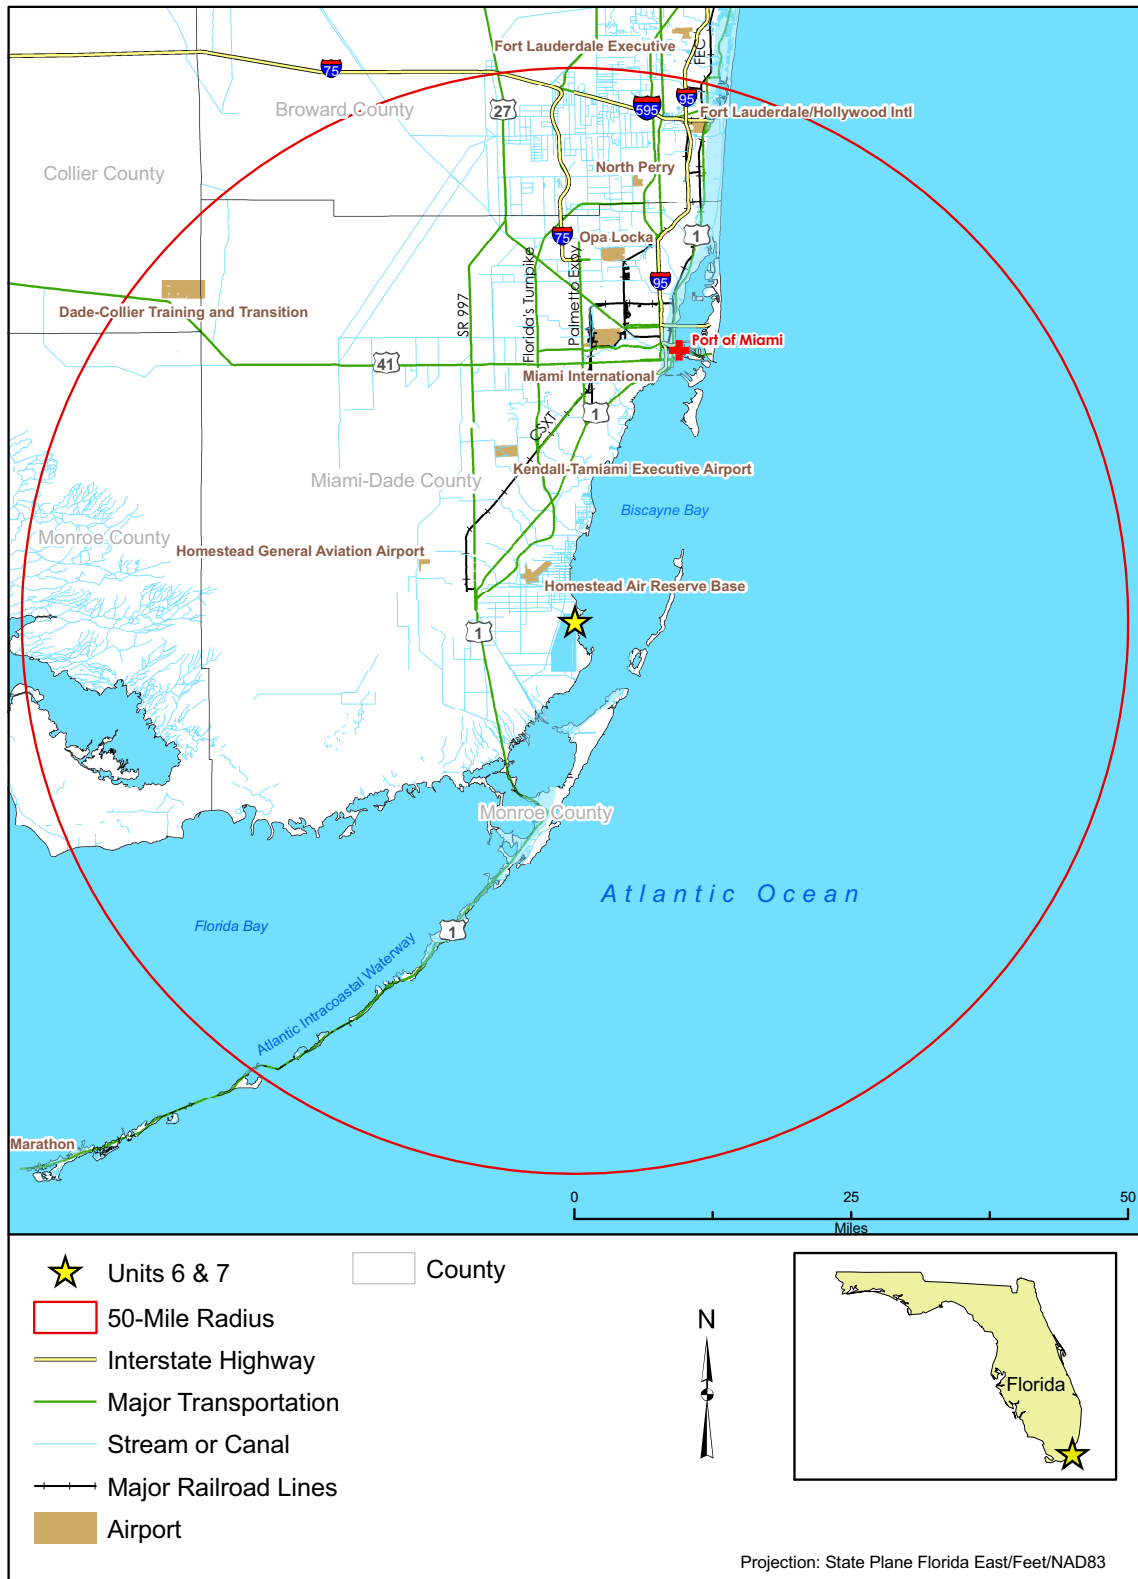 Fort Lauderdale Executive
FEC
75
Broward County
27
595
95
Fort Lauderdale/Hollywood Intl
Collier County
North Perry
75
Opa Locka
1
95
Dade-Collier Training and Transition
SR 997
Florida's Turnpike
Palmetto Expy
Port of Miami
41
Miami International
1
CSXT
Kendall-Tamiami Executive Airport
Miami-Dade County
Biscayne Bay
Monroe County
Homestead General Aviation Airport
Homestead Air Reserve Base
1
Monroe County
Atlantic Ocean
Florida Bay
1
Atlantic Intracoastal Waterway
Marathon
0 25 50
Miles
Units 6 & 7
County
50-Mile Radius
Interstate Highway
Major Transportation
Stream or Canal
Major Railroad Lines
Airport
N
Florida
Projection: State Plane Florida East/Feet/NAD83